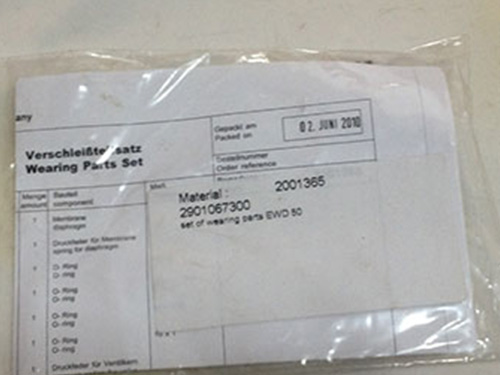 any
Verschleißteilsatz
Wearing Parts Set
Gepackt am
Packed on
02. JUNI 2010
Bestellnummer
Order reference
Menge
amount
Bauteil
component
Mat.
Material :
2001365
2901067300
set of wearing parts EWD 50
1
Membrane
diaphragm
1
Druckfeder für Membrane
spring for diaphragm
1
O-Ring
O-ring
1
O-Ring
O-ring
1
O-Ring
O-ring
1
O-Ring
O-ring
1
Druckfeder für Ventilkern